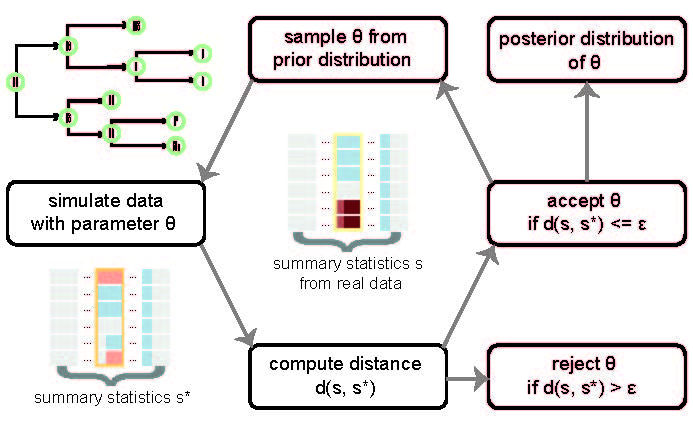 sample θ from
prior distribution
posterior distribution
of θ
simulate data
with parameter θ
accept θ
if d(s, s*) <= ε
summary statistics s
from real data
compute distance
d(s, s*)
reject θ
if d(s, s*) > ε
summary statistics s*